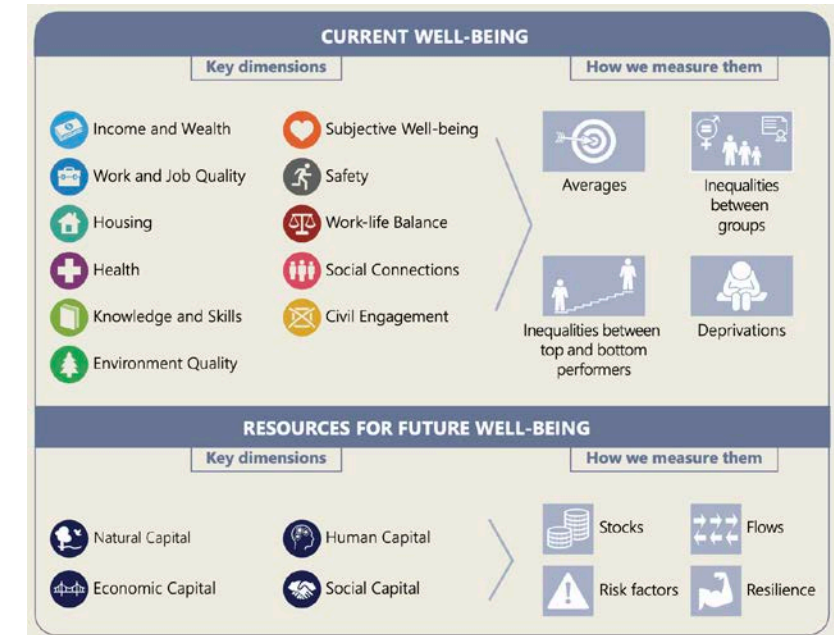 CURRENT WELL-BEING
Key dimensions
How we measure them
Income and Wealth
Subjective Well-being
Work and Job Quality
Safety
Housing
Work-life Balance
Health
Social Connections
Knowledge and Skills
Civil Engagement
Environment Quality
Averages
Inequalities
between
groups
Inequalities between
top and bottom
performers
Deprivations
RESOURCES FOR FUTURE WELL-BEING
Key dimensions
How we measure them
Natural Capital
Human Capital
Economic Capital
Social Capital
Stocks
Flows
Risk factors
Resilience